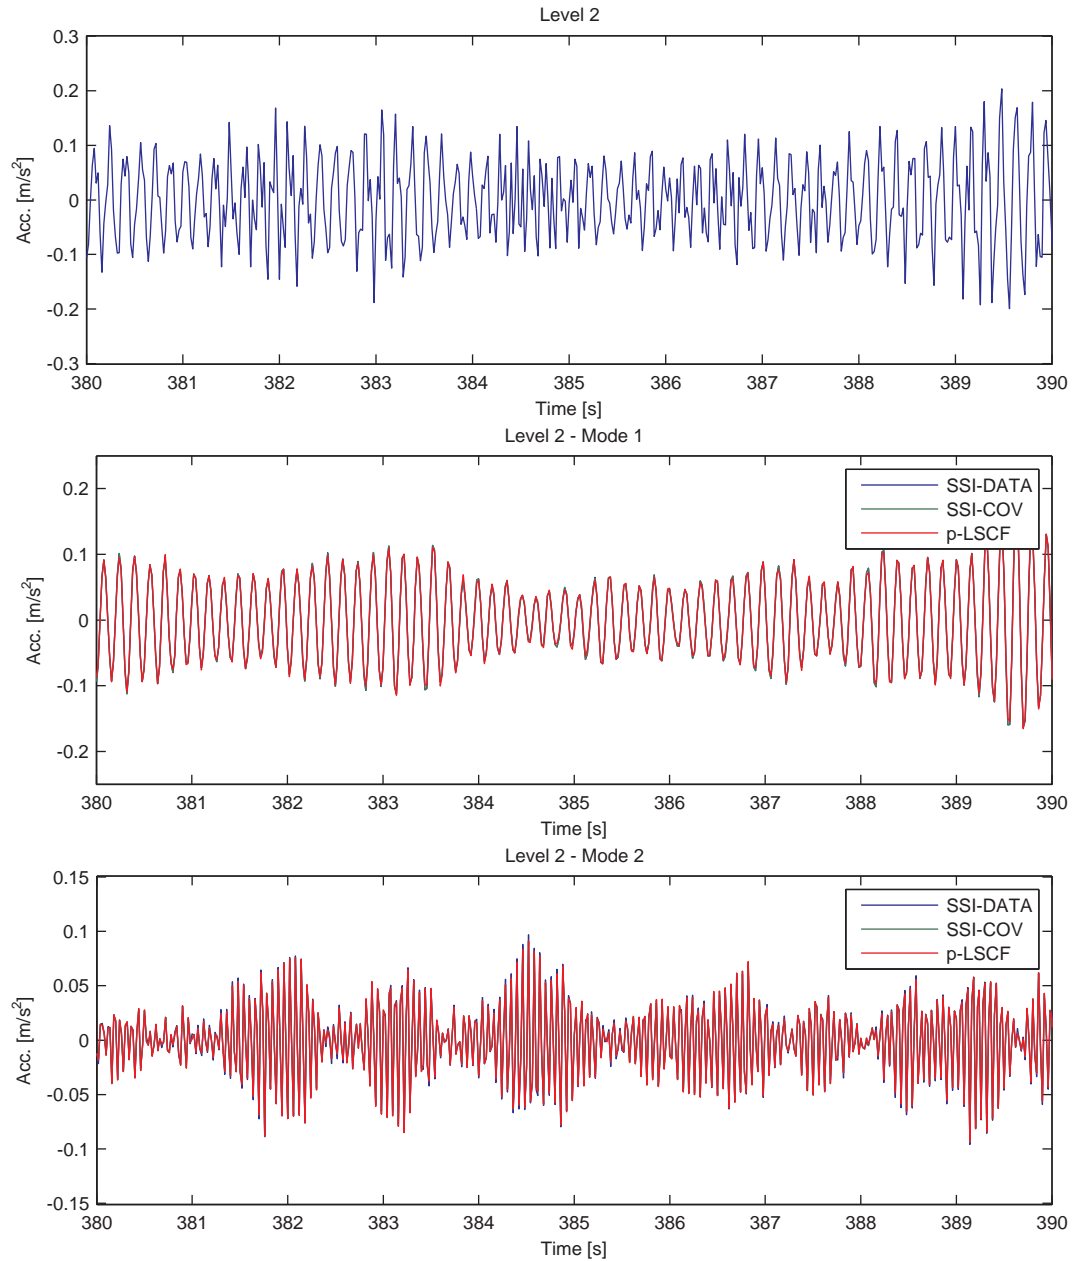 Level 2
0.3
0.2
0.1
0
-0.1
-0.2
-0.3
Acc. [m/s²]
380 381 382 383 384 385 386 387 388 389 390
Time [s]
Level 2 - Mode 1
0.2
0.1
0
-0.1
-0.2
Acc. [m/s²]
SSI-DATA
SSI-COV
p-LSCF
380 381 382 383 384 385 386 387 388 389 390
Time [s]
Level 2 - Mode 2
0.15
0.1
0.05
0
-0.05
-0.1
-0.15
Acc. [m/s²]
SSI-DATA
SSI-COV
p-LSCF
380 381 382 383 384 385 386 387 388 389 390
Time [s]